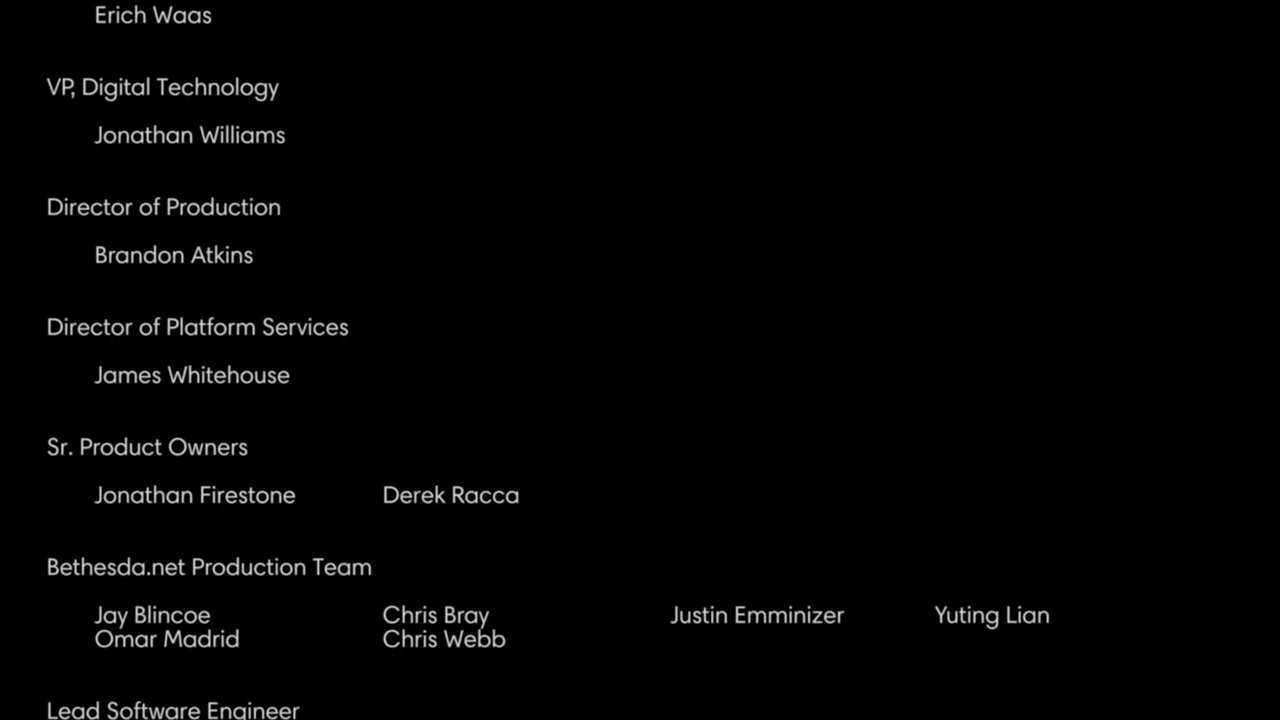 Erich Waas
VP, Digital Technology
Jonathan Williams
Director of Production
Brandon Atkins
Director of Platform Services
James Whitehouse
Sr. Product Owners
Jonathan Firestone Derek Racca
Bethesda.net Production Team
Jay Blincoe Chris Bray Justin Emminizer Yuting Lian
Omar Madrid Chris Webb
Lead Software Engineer